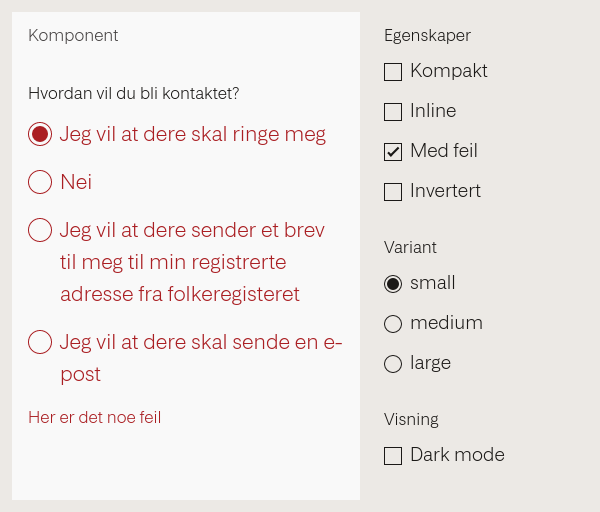 Komponent
Hvordan vil du bli kontaktet?
Jeg vil at dere skal ringe meg
Nei
Jeg vil at dere sender et brev
til meg til min registrerte
adresse fra folkeregisteret
Jeg vil at dere skal sende en e-
post
Her er det noe feil
Egenskaper
Kompakt
Inline
Med feil
Invertert
Variant
small
medium
large
Visning
Dark mode